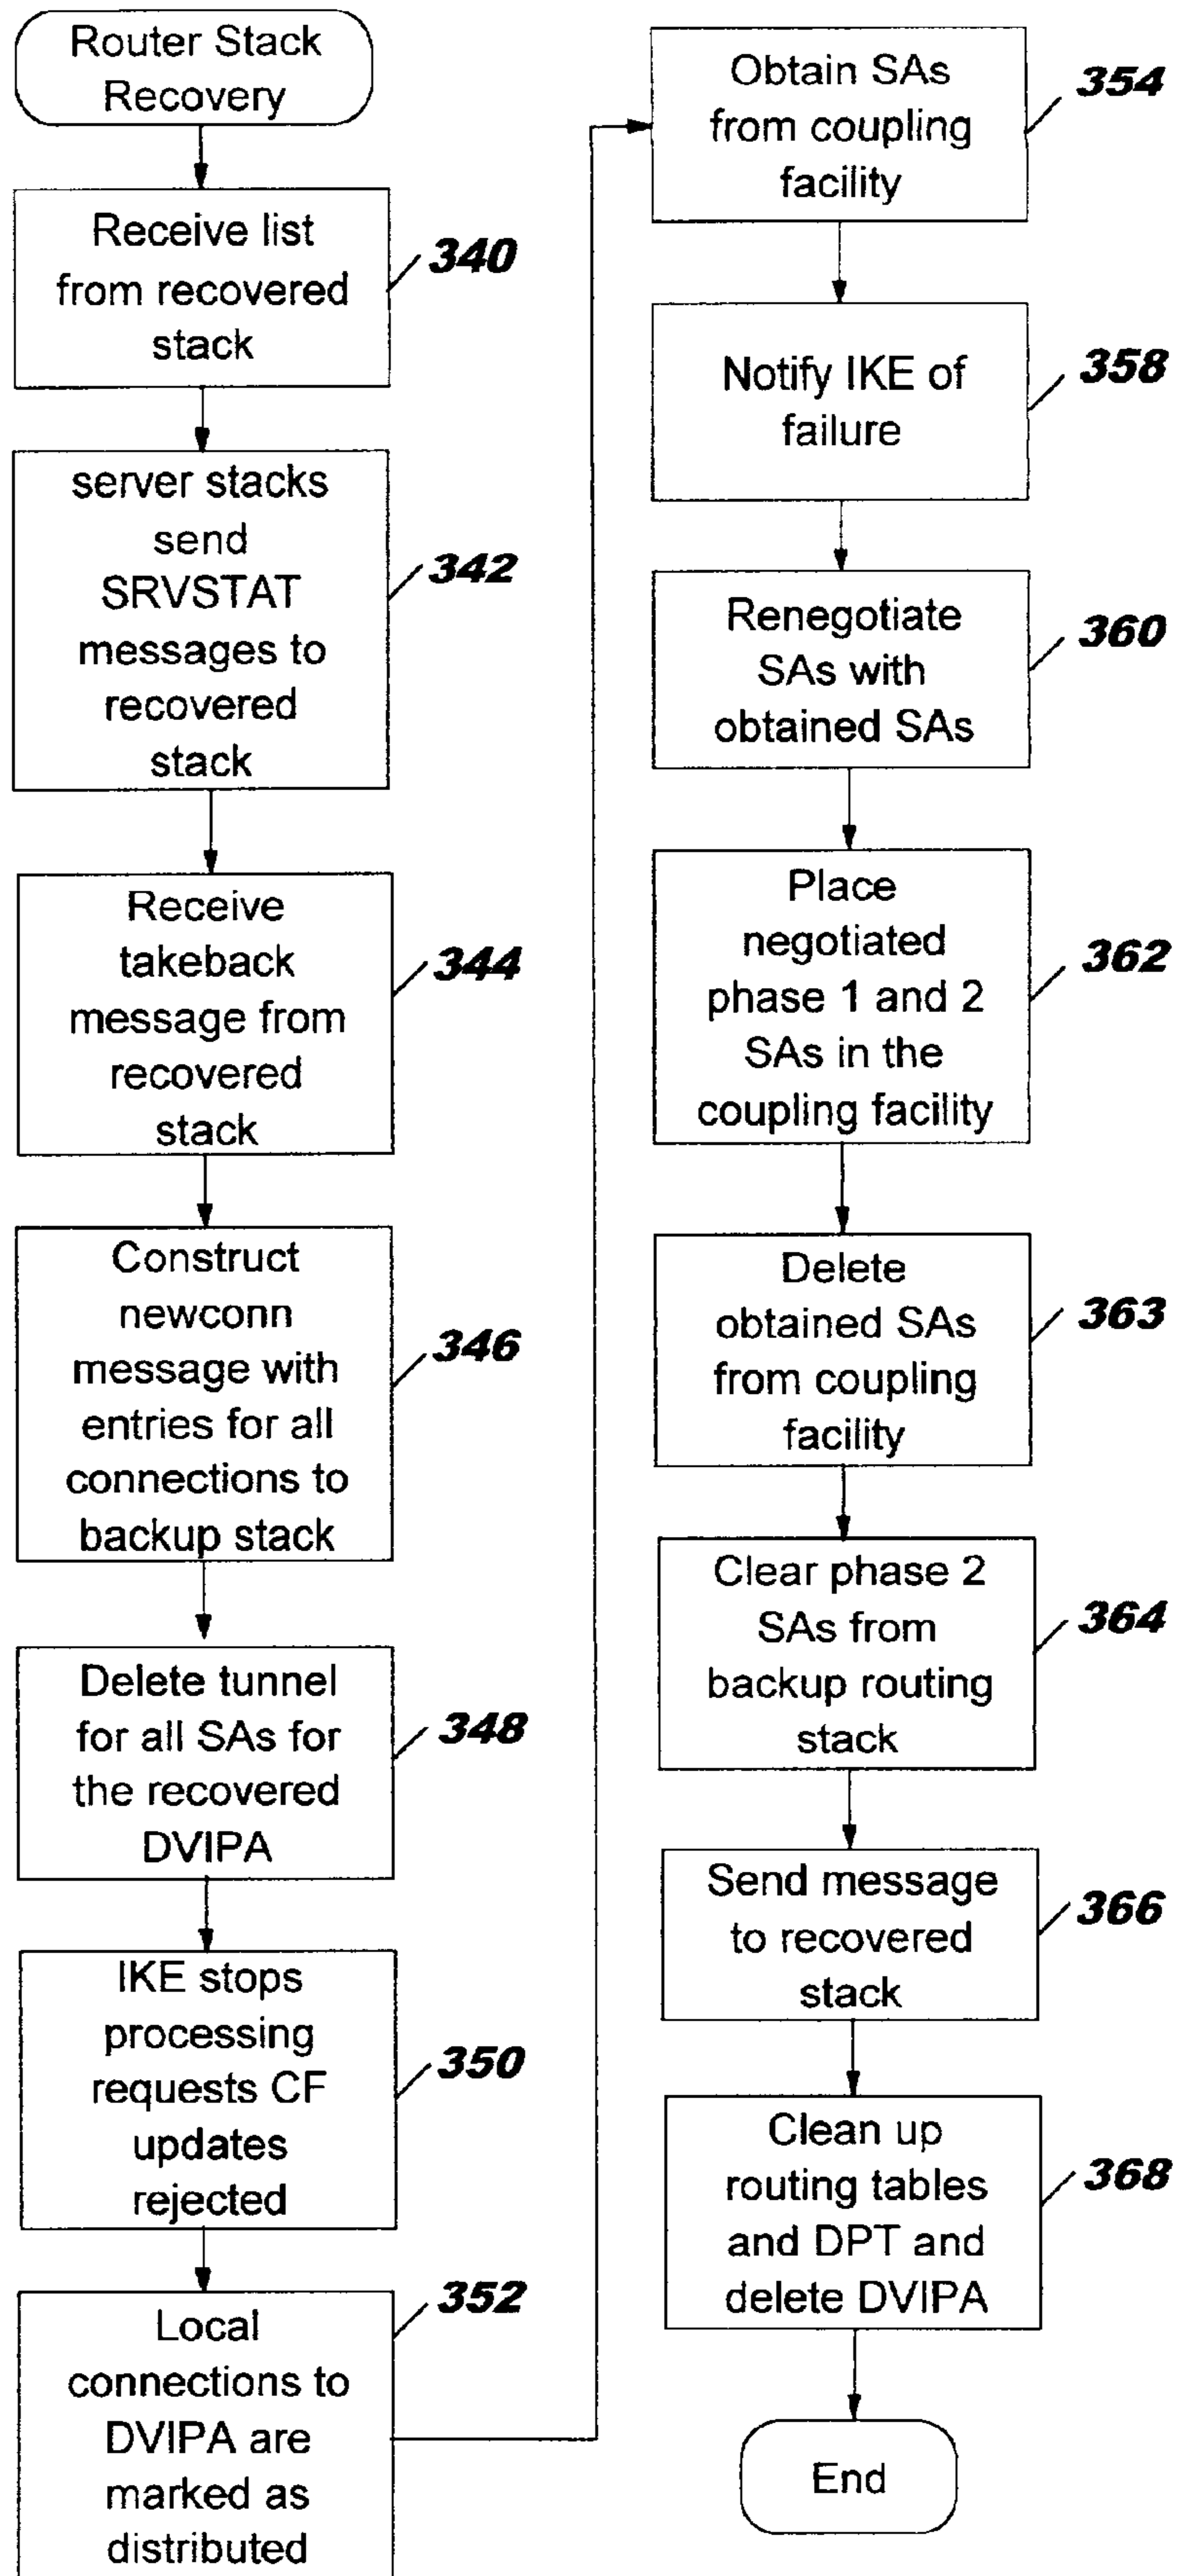 Router Stack
Recovery
Receive list
from recovered
stack
340
server stacks
send
SRVSTAT
messages to
recovered
stack
342
Receive
takeback
message from
recovered
stack
344
Construct
newconn
message with
entries for all
connections to
backup stack
346
Delete tunnel
for all SAs for
the recovered
DVIPA
348
IKE stops
processing
requests CF
updates
rejected
350
Local
connections to
DVIPA are
marked as
distributed
352
Obtain SAs
from coupling
facility
354
Notify IKE of
failure
358
Renegotiate
SAs with
obtained SAs
360
Place
negotiated
phase 1 and 2
SAs in the
coupling facility
362
Delete
obtained SAs
from coupling
facility
363
Clear phase 2
SAs from
backup routing
stack
364
Send message
to recovered
stack
366
Clean up
routing tables
and DPT and
delete DVIPA
368
End